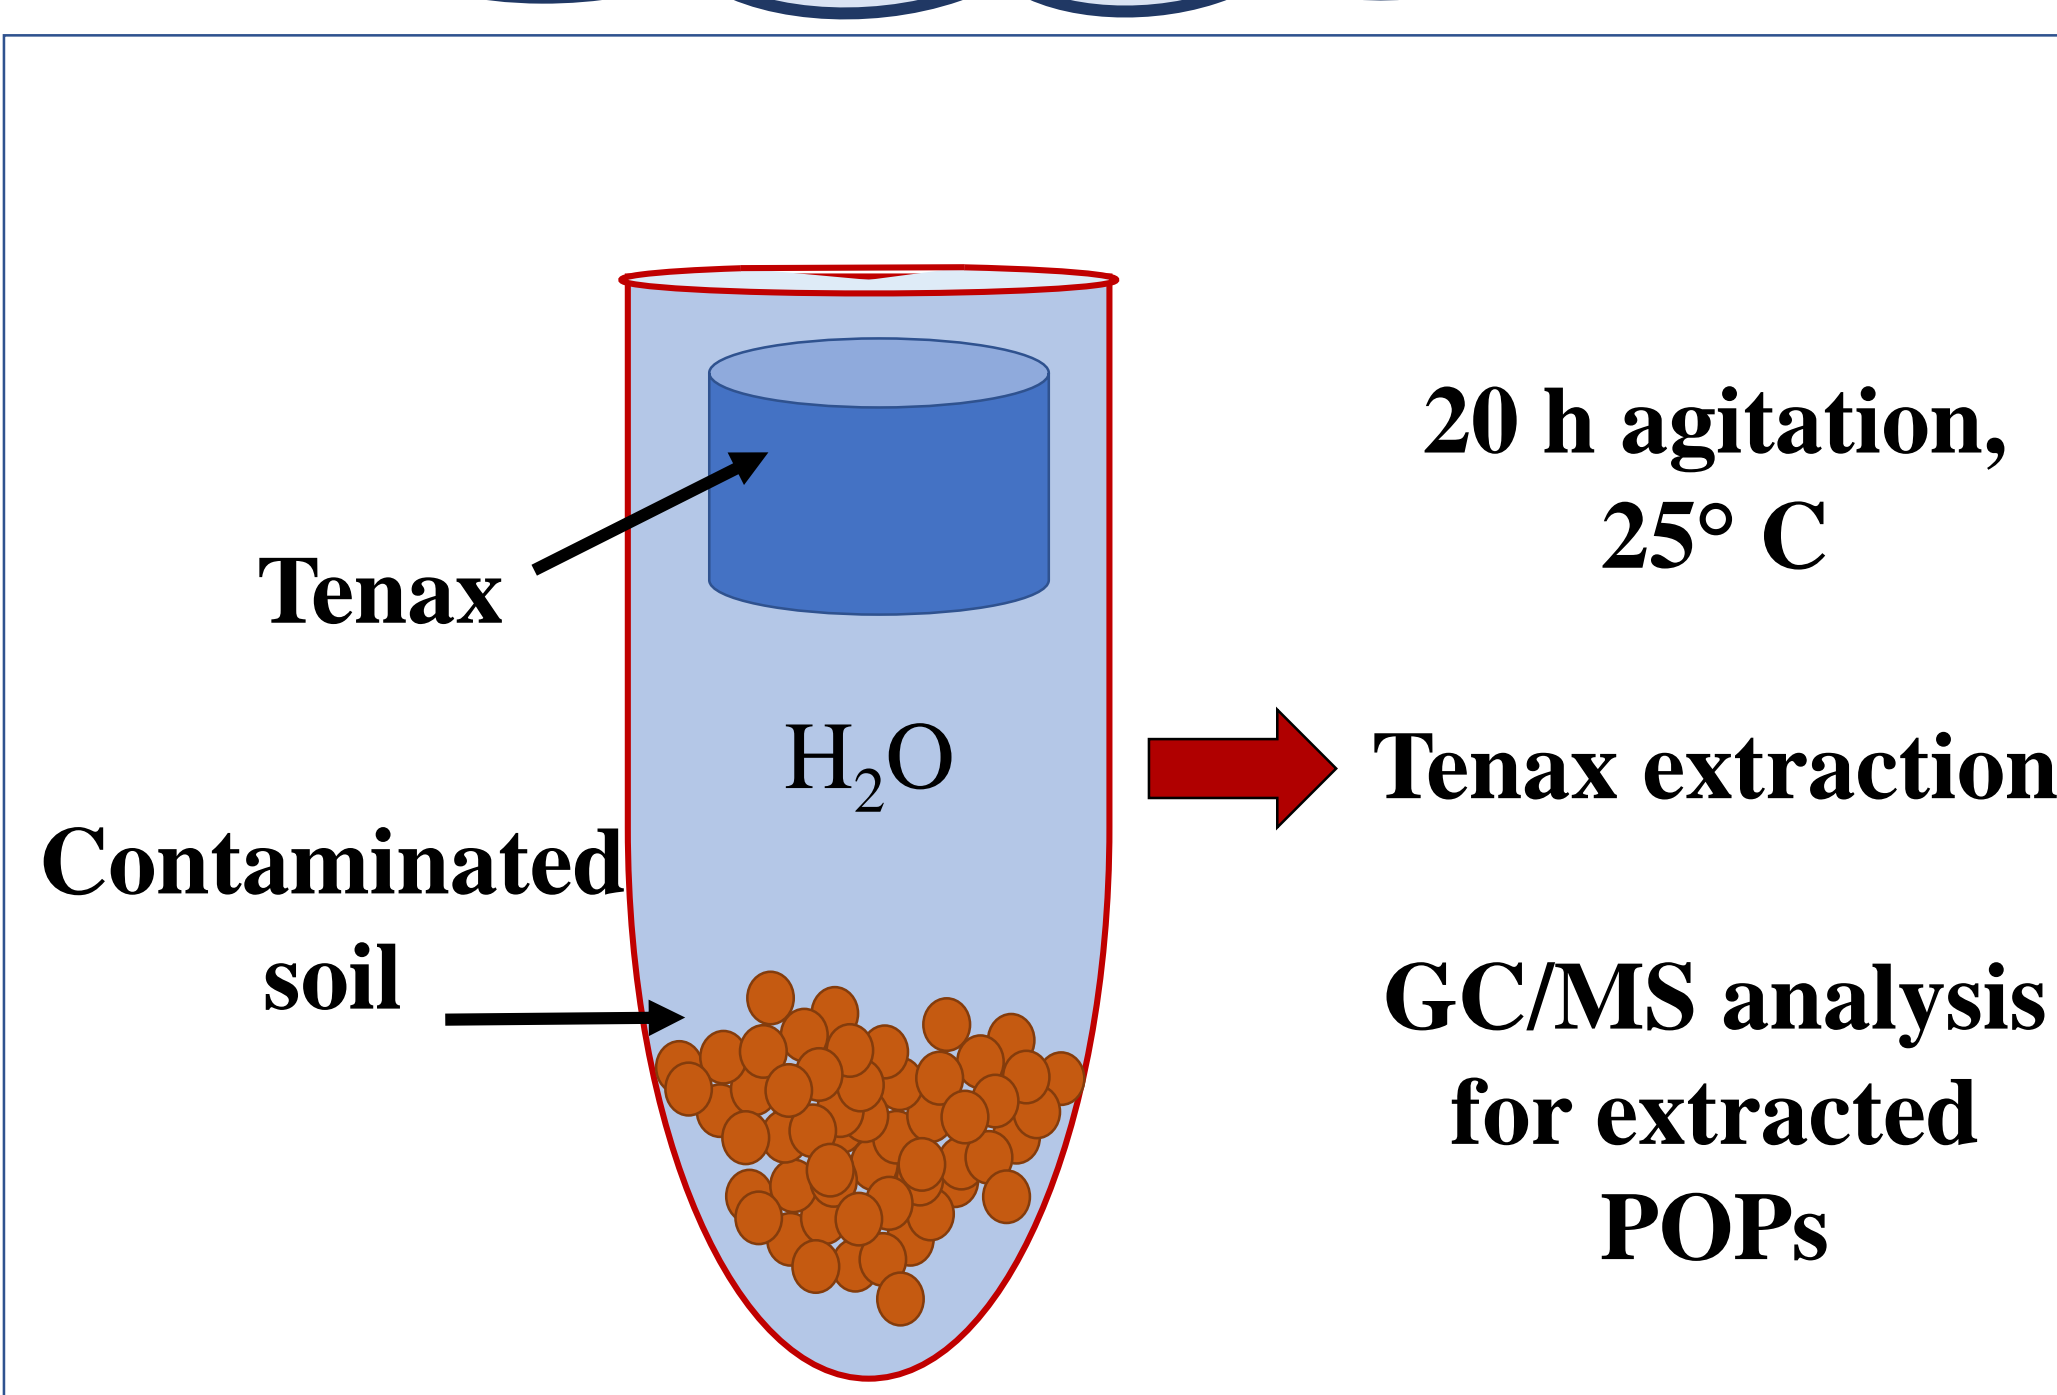 Tenax
Contaminated
soil
H₂O
20 h agitation,
25° C
Tenax extraction
GC/MS analysis
for extracted
POPs